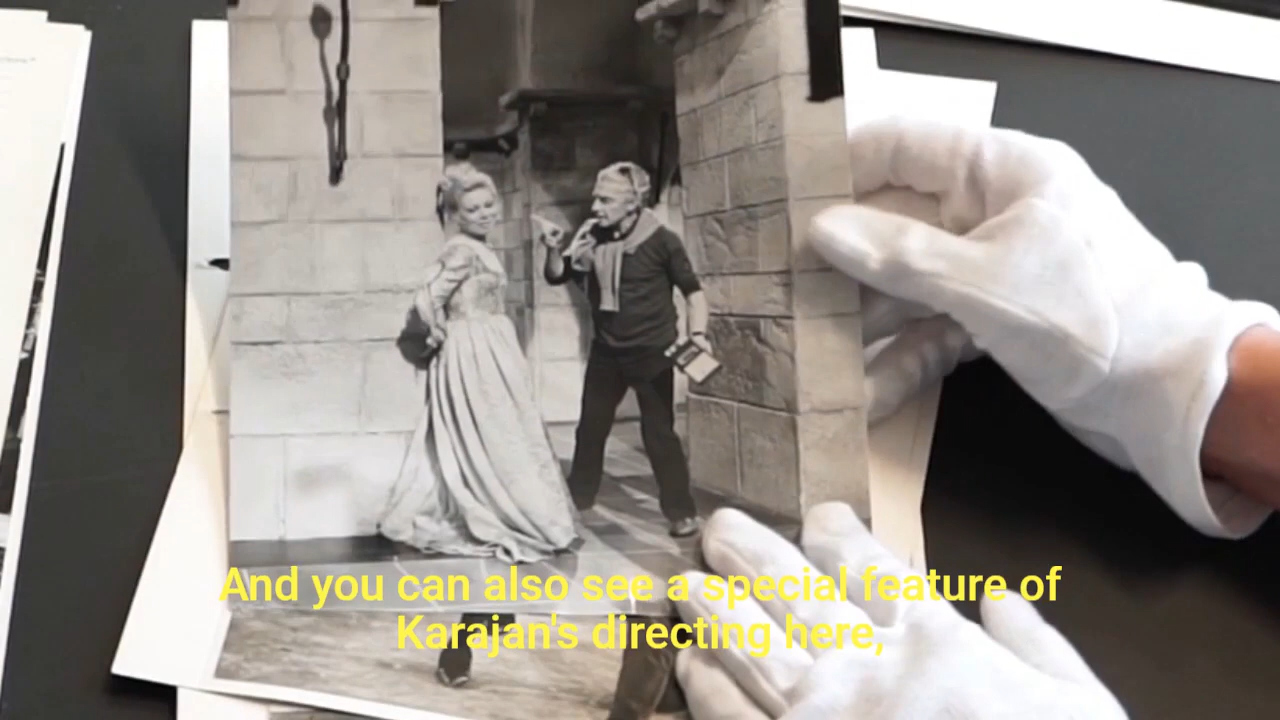 And you can also see a special feature of
Karajan's directing here,